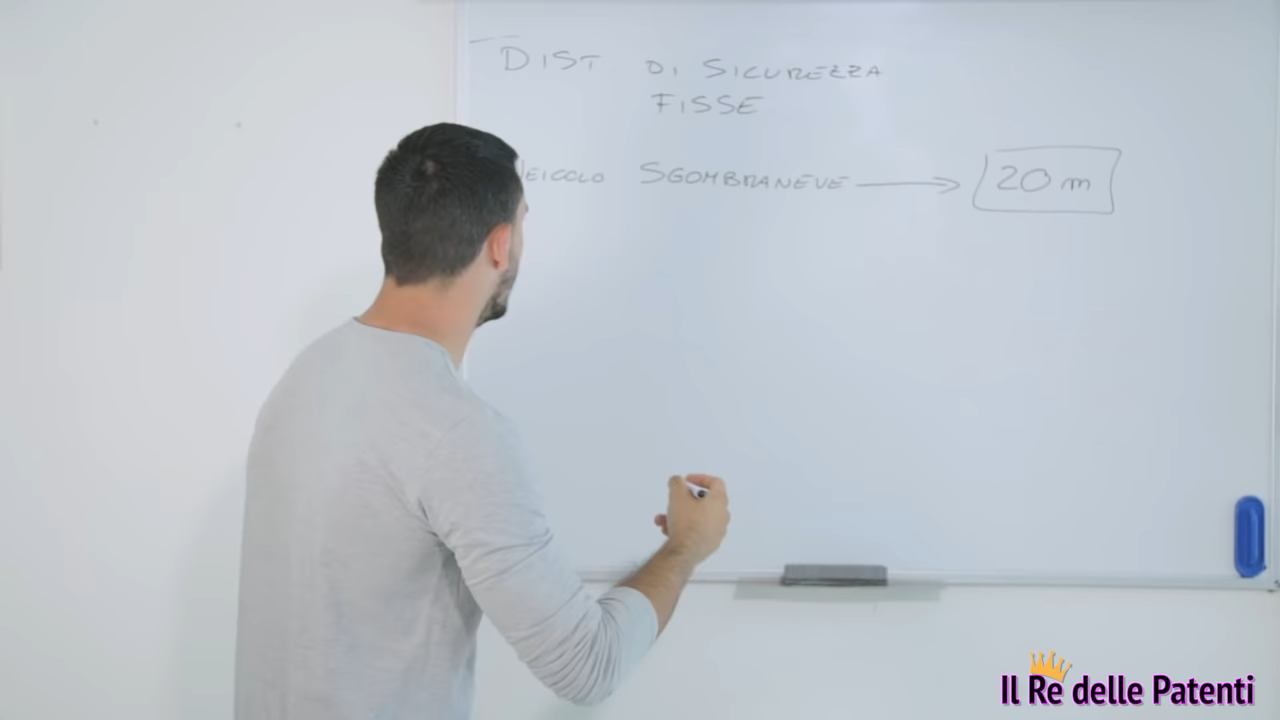 DIST DI SICUREZZA
FISSE
VEICOLO SGOMBRANEVE → 20 m
Il Re delle Patenti